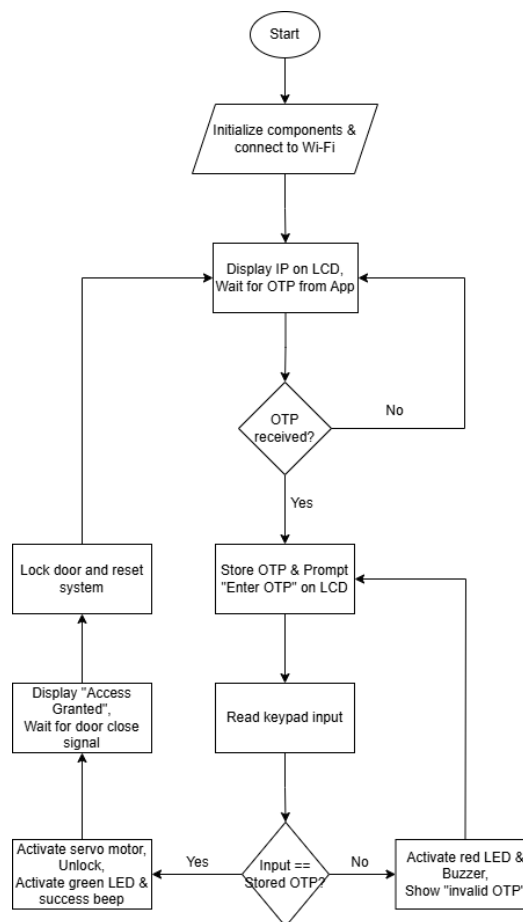 Start
Initialize components &
connect to Wi-Fi
Display IP on LCD,
Wait for OTP from App
OTP
received?
No
Yes
Store OTP & Prompt
"Enter OTP" on LCD
Read keypad input
Input ==
Stored OTP?
Yes
No
Activate servo motor,
Unlock,
Activate green LED &
success beep
Display "Access
Granted",
Wait for door close
signal
Lock door and reset
system
Activate red LED &
Buzzer,
Show "invalid OTP"